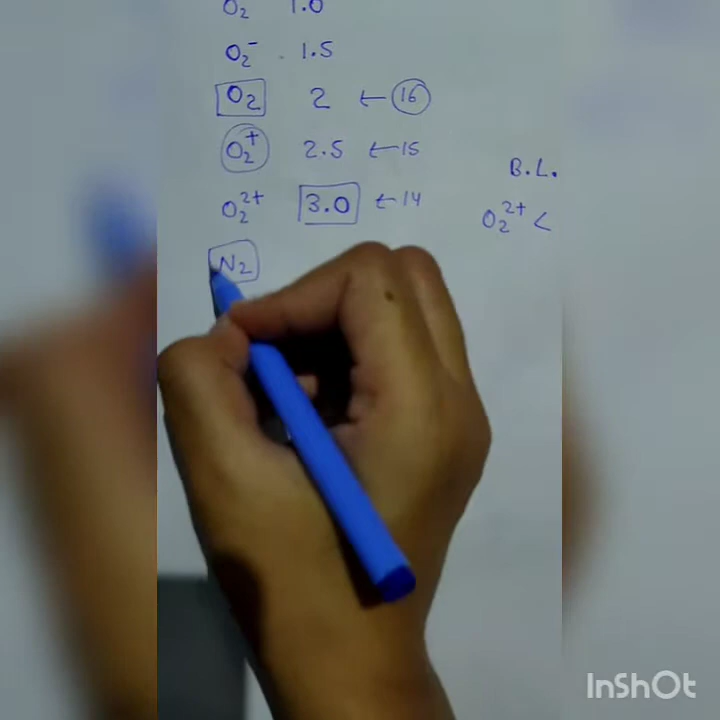 O₂ 1.0
O₂⁻ 1.5
O₂ 2 ← 16
O₂⁺ 2.5 ← 15
B.L.
O₂²⁺ 3.0 ← 14
O₂²⁺ <
N₂
InShOt